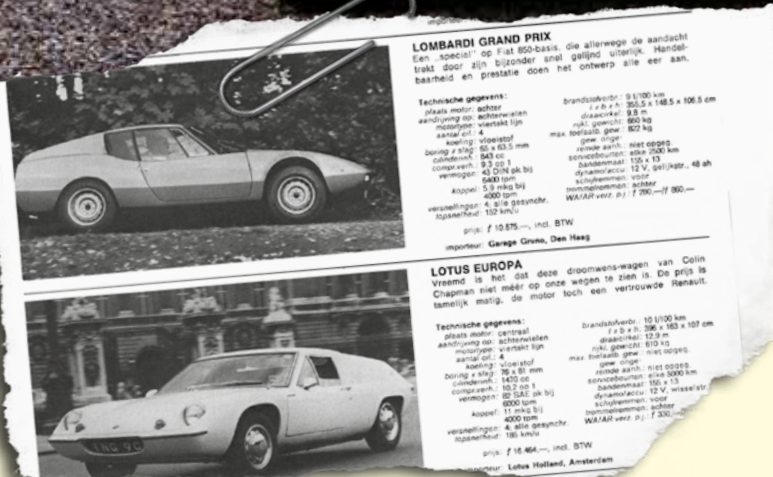 importeur:
LOMBARDI GRAND PRIX
Een „special" op Fiat 850-basis, die allerwege de aandacht
trekt door zijn bijzonder snel gelijnd uiterlijk. Handel-
baarheid en prestatie doen het ontwerp alle eer aan.
Technische gegevens:
plaats motor: achter
aandrijving op: achterwielen
motortype: viertakt lijn
aantal cil.: 4
koeling: vloeistof
boring x slag: 65 x 63,5 mm
cilinderinh.: 843 cc
compr.verh.: 9,3 op 1
vermogen: 43 DIN pk bij
6400 tpm
koppel: 5,9 mkg bij
4000 tpm
versnellingen: 4; alle gesynchr.
topsnelheid: 152 km/u
brandstofverbr.: 9 l/100 km
l x b x h: 355,5 x 148,5 x 106,5 cm
draaicirkel: 9,8 m
rijkl. gewicht: 660 kg
max. toelaatb. gew.: 822 kg
gew. onge-
remde aanh.: niet opgeg.
servicebeurten: elke 2500 km
bandenmaat: 155 x 13
dynamo/accu: 12 V, gelijkstr., 48 ah
schijfremmen: voor
trommelremmen: achter
WA/AR verz. p.j.: f 280,—/f 860,—
prijs: f 10.875,—, incl. BTW
importeur: Garage Gruno, Den Haag
LOTUS EUROPA
Vreemd is het dat deze droomwens-wagen van Colin
Chapman niet méér op onze wegen te zien is. De prijs is
tamelijk matig, de motor toch een vertrouwde Renault.
Technische gegevens:
plaats motor: centraal
aandrijving op: achterwielen
motortype: viertakt lijn
aantal cil.: 4
koeling: vloeistof
boring x slag: 76 x 81 mm
cilinderinh.: 1470 cc
compr.verh.: 10,2 op 1
vermogen: 82 SAE pk bij
6000 tpm
koppel: 11 mkg bij
4000 tpm
versnellingen: 4; alle gesynchr.
topsnelheid: 185 km/u
brandstofverbr.: 10 l/100 km
l x b x h: 396 x 163 x 107 cm
draaicirkel: 12,9 m
rijkl. gewicht: 610 kg
max. toelaatb. gew.: niet opgeg.
gew. onge-
remde aanh.: niet opgeg.
servicebeurten: elke 5000 km
bandenmaat: 155 x 13
dynamo/accu: 12 V, wisselstr.
schijfremmen: voor
trommelremmen: achter
WA/AR verz. p.j.: f 330,
prijs: f 16.464,—, incl. BTW
importeur: Lotus Holland, Amsterdam